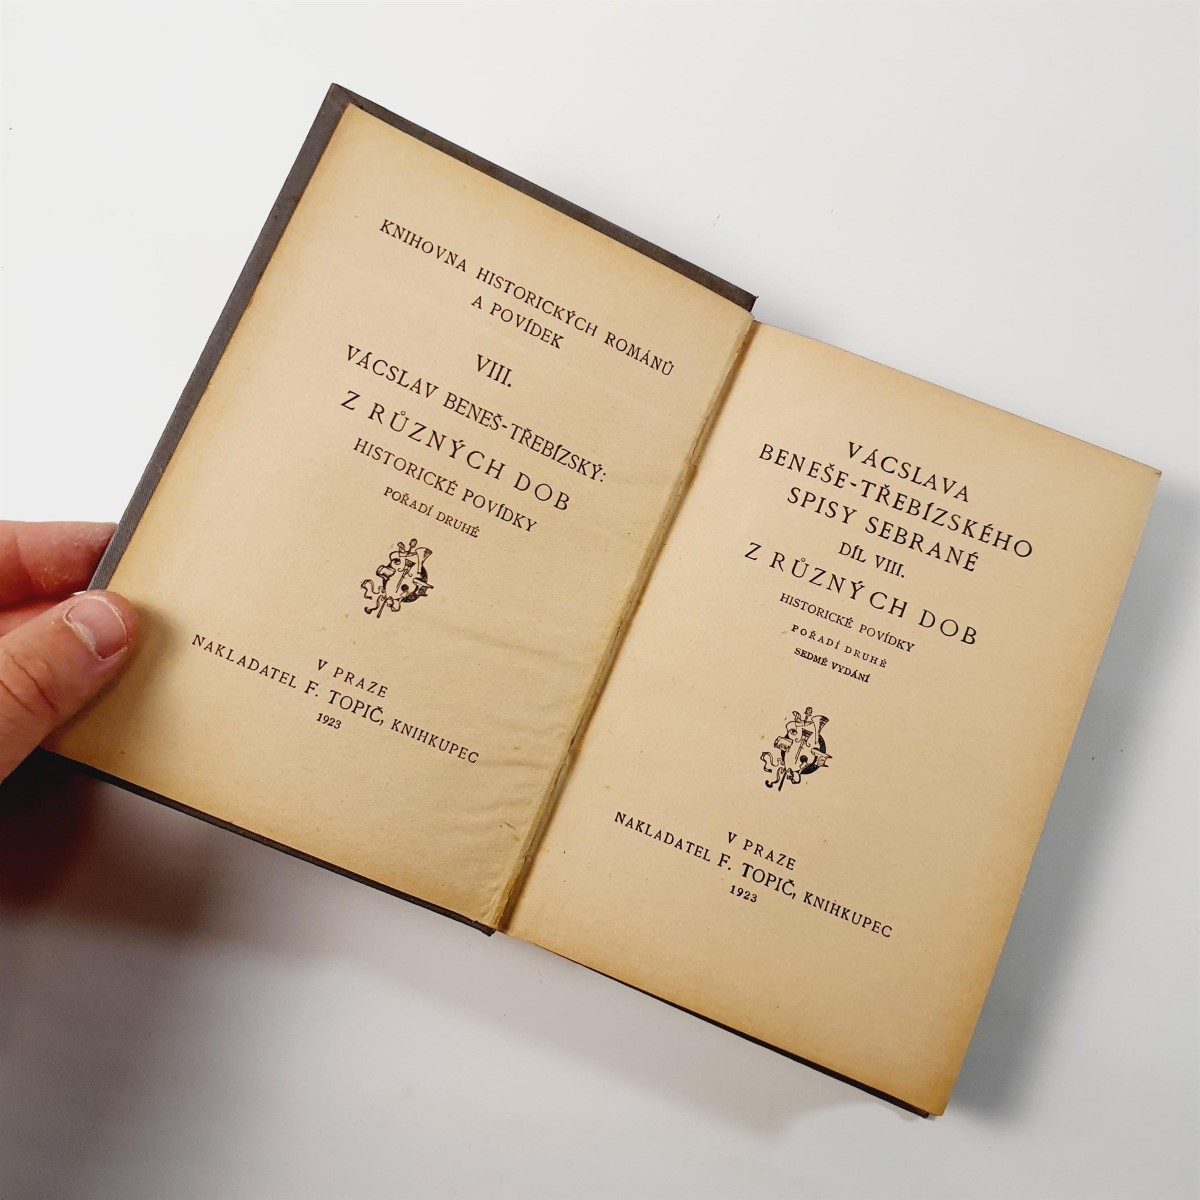 KNIHOVNA HISTORICKÝCH ROMÁNŮ
A POVÍDEK
VIII.
VÁCSLAV BENEŠ-TŘEBÍZSKÝ:
Z RŮZNÝCH DOB
HISTORICKÉ POVÍDKY
POŘADÍ DRUHÉ
V PRAZE
NAKLADATEL F. TOPIČ, KNIHKUPEC
1923
VÁCSLAVA
BENEŠE-TŘEBÍZSKÉHO
SPISY SEBRANÉ
DÍL VIII.
Z RŮZNÝCH DOB
HISTORICKÉ POVÍDKY
POŘADÍ DRUHÉ
SEDMÉ VYDÁNÍ
V PRAZE
NAKLADATEL F. TOPIČ, KNIHKUPEC
1923